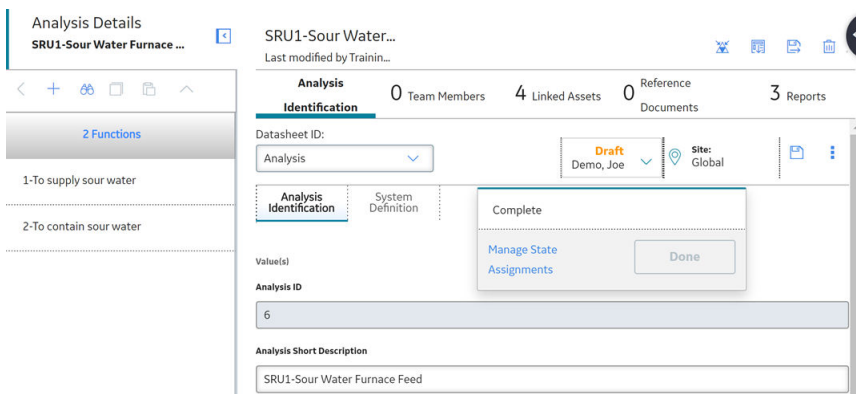 Analysis Details
SRU1-Sour Water Furnace ...
2 Functions
1-To supply sour water
2-To contain sour water
SRU1-Sour Water...
Last modified by Trainin...
Analysis
Identification
0 Team Members
4 Linked Assets
0 Reference
Documents
3 Reports
Datasheet ID:
Analysis
Draft
Demo, Joe
Site:
Global
Analysis
Identification
System
Definition
Complete
Manage State
Assignments
Done
Value(s)
Analysis ID
6
Analysis Short Description
SRU1-Sour Water Furnace Feed